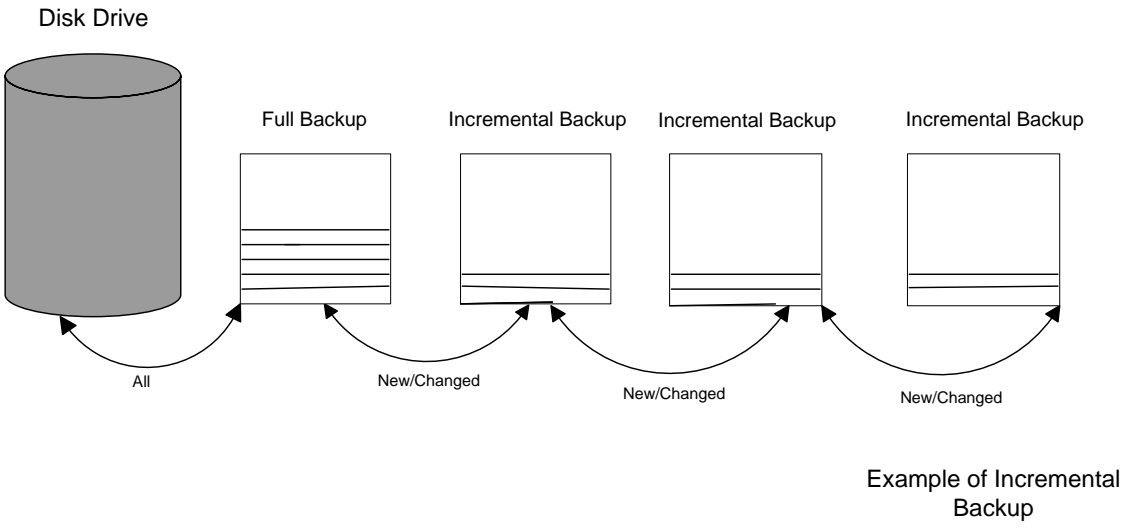 Disk Drive
Full Backup
Incremental Backup
Incremental Backup
Incremental Backup
All
New/Changed
New/Changed
New/Changed
Example of Incremental
Backup